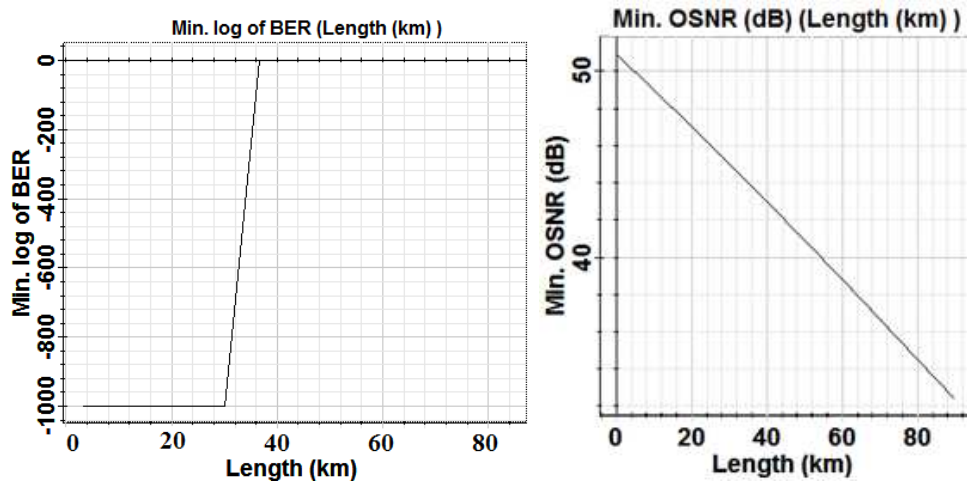 Min. log of BER (Length (km) )
0
-200
-400
-600
-800
-1000
Min. log of BER
0 20 40 60 80
Length (km)
Min. OSNR (dB) (Length (km) )
50
40
Min. OSNR (dB)
0 20 40 60 80
Length (km)